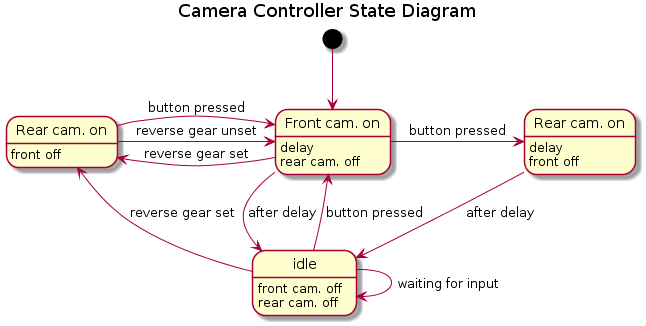 Camera Controller State Diagram
button pressed
Front cam. on
Rear cam. on
Rear cam. on
reverse gear unset
button pressed
delay
rear cam. off
delay
front off
front off
reverse gear set
reverse gear set
after delay
button pressed
after delay
idle
front cam. off
rear cam. off
waiting for input